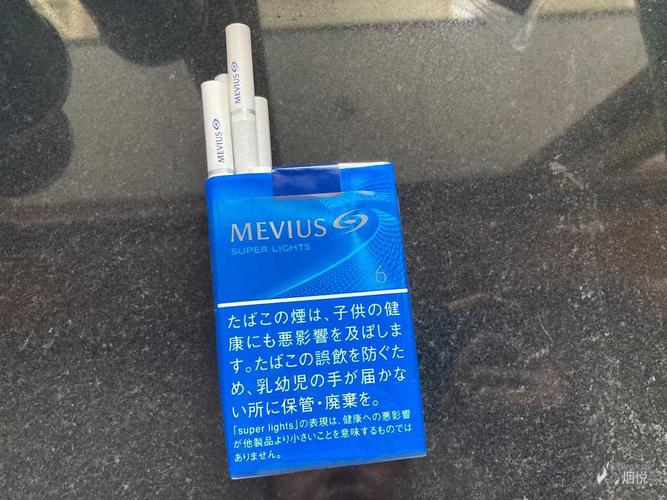 MEVIUS
MEVIUS
MEVIUS
SUPER LIGHTS
6
たばこの煙は、子供の健
康にも悪影響を及ぼしま
す。たばこの誤飲を防ぐた
め、乳幼児の手が届かな
い所に保管・廃棄を。
「super lights」の表現は、健康への悪影響
が他製品より小さいことを意味するものでは
ありません。
烟悦